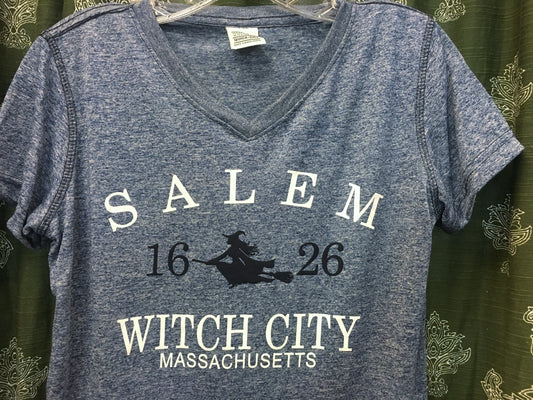 SALEM
16 26
WITCH CITY
MASSACHUSETTS